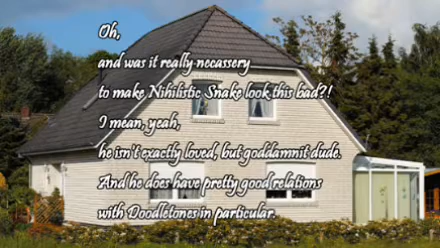 Oh,
and was it really necassery
to make Nihilistic Snake look this bad?!
I mean, yeah,
he isn't exactly loved, but goddamnit dude.
And he does have pretty good relations
with Doodletones in particular.